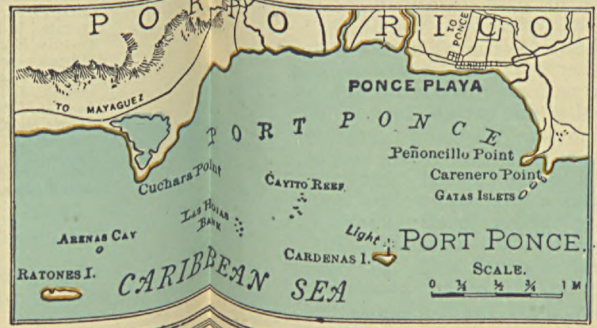 PORTO RICO
TO PONCE
PONCE PLAYA
TO MAYAGUEZ
PORT PONCE
Peñoncillo Point
Carenero Point
GATAS ISLETS
Cuchara Point
CAYITO REEF
LAS HOJAS BANK
Light
ARENAS CAY
CARDENAS I.
PORT PONCE.
RATONES I.
CARIBBEAN SEA
SCALE.
0 ¼ ½ ¾ 1 M